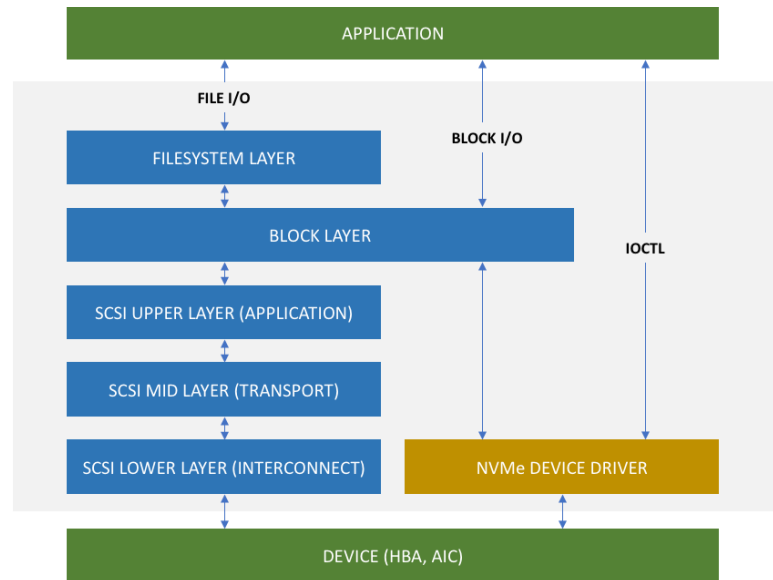 APPLICATION
FILE I/O
BLOCK I/O
FILESYSTEM LAYER
BLOCK LAYER
IOCTL
SCSI UPPER LAYER (APPLICATION)
SCSI MID LAYER (TRANSPORT)
SCSI LOWER LAYER (INTERCONNECT)
NVMe DEVICE DRIVER
DEVICE (HBA, AIC)